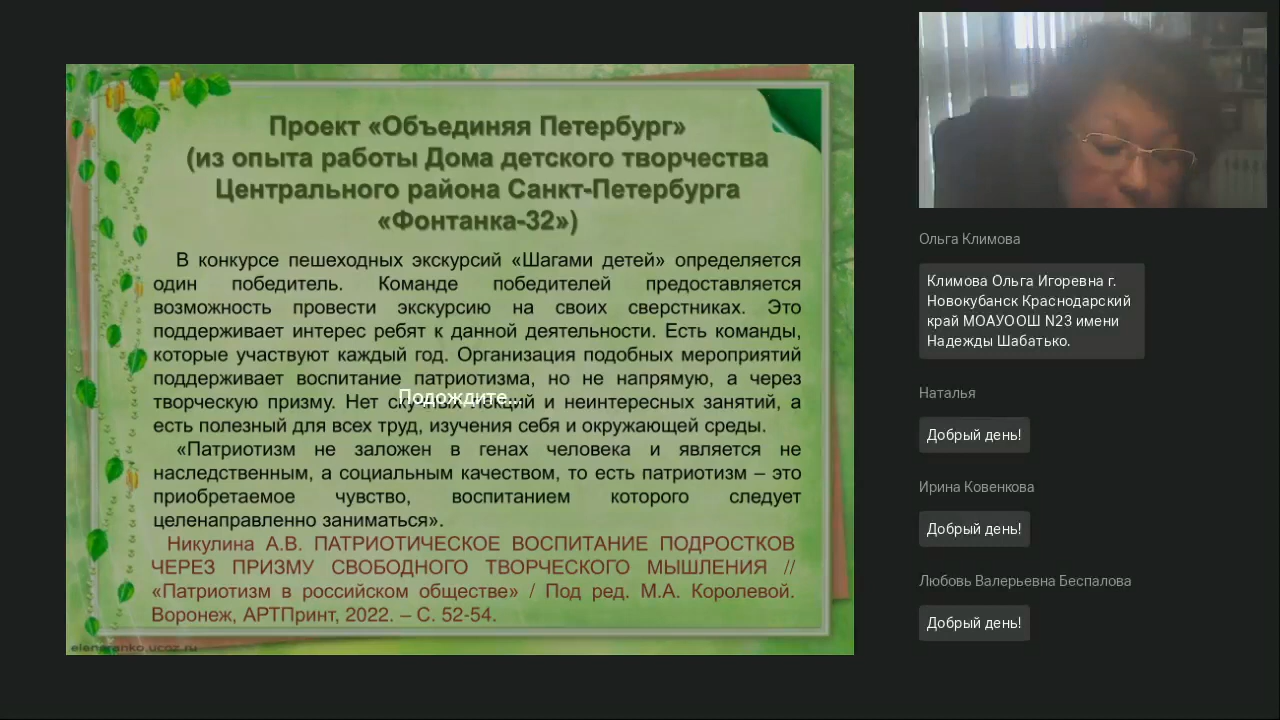 Проект «Объединяя Петербург»
(из опыта работы Дома детского творчества
Центрального района Санкт-Петербурга
«Фонтанка-32»)
В конкурсе пешеходных экскурсий «Шагами детей» определяется
один победитель. Команде победителей предоставляется
возможность провести экскурсию на своих сверстниках. Это
поддерживает интерес ребят к данной деятельности. Есть команды,
которые участвуют каждый год. Организация подобных мероприятий
поддерживает воспитание патриотизма, но не напрямую, а через
творческую призму. Нет скучных лекций и неинтересных занятий, а
есть полезный для всех труд, изучения себя и окружающей среды.
«Патриотизм не заложен в генах человека и является не
наследственным, а социальным качеством, то есть патриотизм – это
приобретаемое чувство, воспитанием которого следует
целенаправленно заниматься».
Никулина А.В. ПАТРИОТИЧЕСКОЕ ВОСПИТАНИЕ ПОДРОСТКОВ
ЧЕРЕЗ ПРИЗМУ СВОБОДНОГО ТВОРЧЕСКОГО МЫШЛЕНИЯ //
«Патриотизм в российском обществе» / Под ред. М.А. Королевой.
Воронеж, АРТПринт, 2022. – С. 52-54.
Подождите...
elenaranko.ucoz.ru
Ольга Климова
Климова Ольга Игоревна г.
Новокубанск Краснодарский
край МОАУООШ N23 имени
Надежды Шабатько.
Наталья
Добрый день!
Ирина Ковенкова
Добрый день!
Любовь Валерьевна Беспалова
Добрый день!